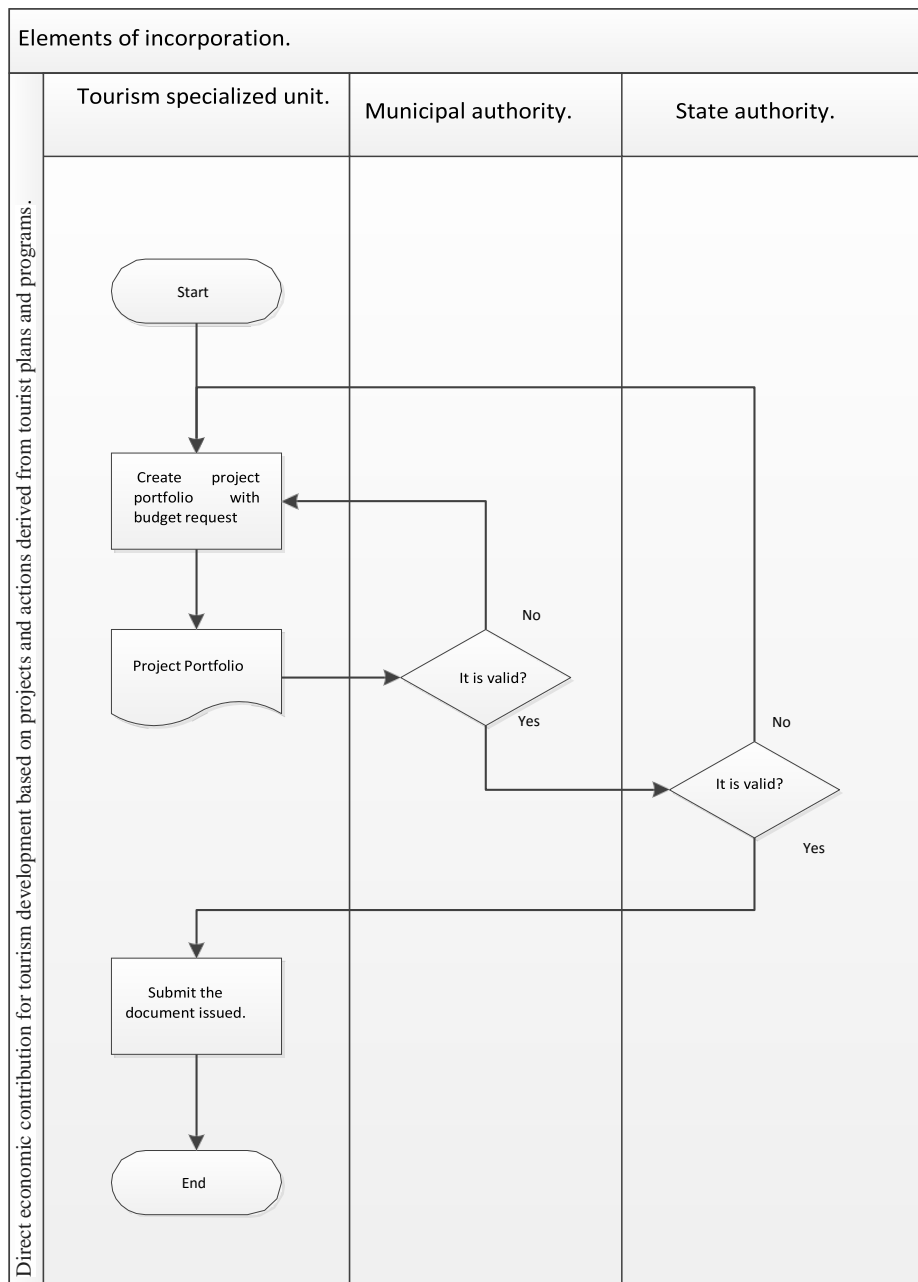 Elements of incorporation.
Tourism specialized unit.
Municipal authority.
State authority.
Direct economic contribution for tourism development based on projects and actions derived from tourist plans and programs.
Start
Create project
portfolio with
budget request
No
Project Portfolio
It is valid?
Yes
No
It is valid?
Yes
Submit the
document issued.
End